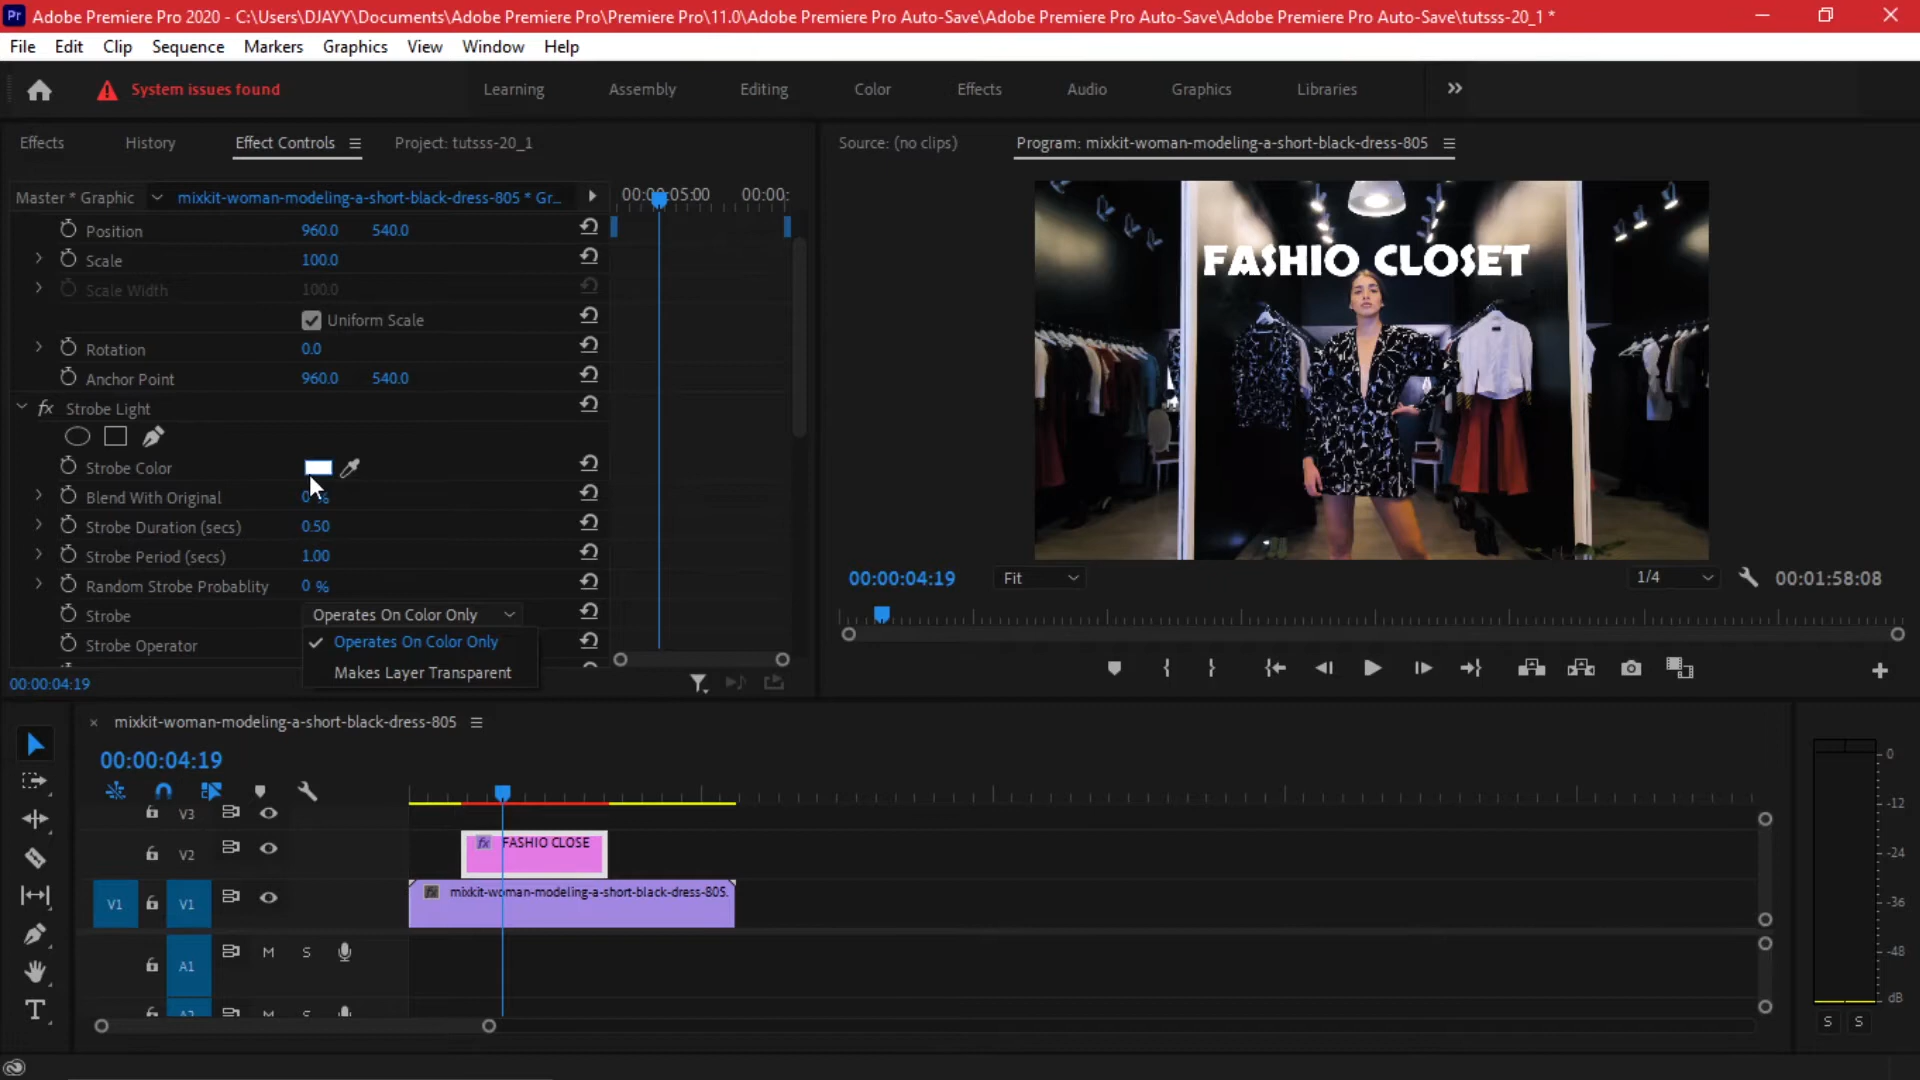 Pr Adobe Premiere Pro 2020 - C:\Users\DJAYY\Documents\Adobe Premiere Pro\Premiere Pro\11.0\Adobe Premiere Pro Auto-Save\Adobe Premiere Pro Auto-Save\Adobe Premiere Pro Auto-Save\tutsss-20_1 *
File Edit Clip Sequence Markers Graphics View Window Help
System issues found Learning Assembly Editing Color Effects Audio Graphics Libraries
Effects History Effect Controls Project: tutsss-20_1
Source: (no clips) Program: mixkit-woman-modeling-a-short-black-dress-805
Master * Graphic mixkit-woman-modeling-a-short-black-dress-805 * Gr... 00:00:05:00 00:00:
Position 960.0 540.0
Scale 100.0
Scale Width 100.0
Uniform Scale
Rotation 0.0
Anchor Point 960.0 540.0
fx Strobe Light
Strobe Color
Blend With Original 0 %
Strobe Duration (secs) 0.50
Strobe Period (secs) 1.00
Random Strobe Probablity 0 %
Strobe Operates On Color Only
Strobe Operator Operates On Color Only
Makes Layer Transparent
00:00:04:19
FASHIO CLOSET
00:00:04:19 Fit 1/4 00:01:58:08
mixkit-woman-modeling-a-short-black-dress-805
00:00:04:19
V3
V2 fx FASHIO CLOSE
V1 V1 fx mixkit-woman-modeling-a-short-black-dress-805.
A1 M S
A2 M S
T
0
-12
-24
-36
-48
dB
S S